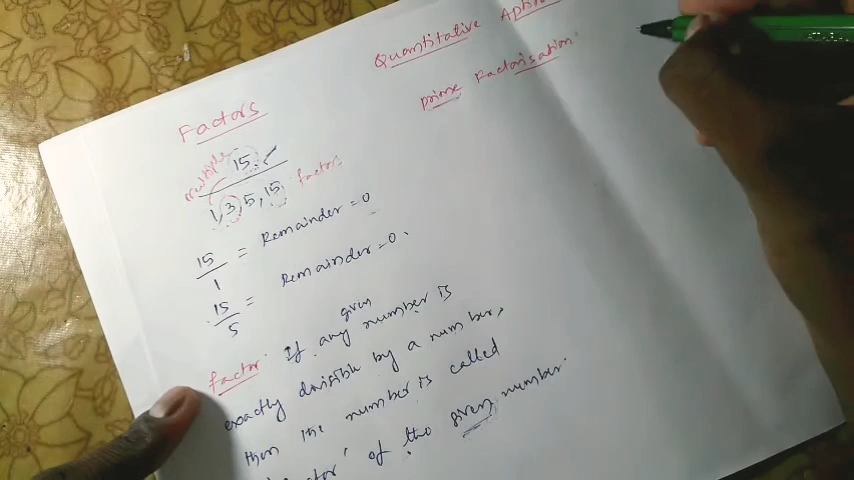 Quantitative
Prime Factorisation
Factors
multiple
15
1, 3, 5, 15 factors
15
1
= Remainder = 0
15
5
= Remainder = 0.
factor: If any given number is
exactly divisible by a number,
then the number is called
of the given number.